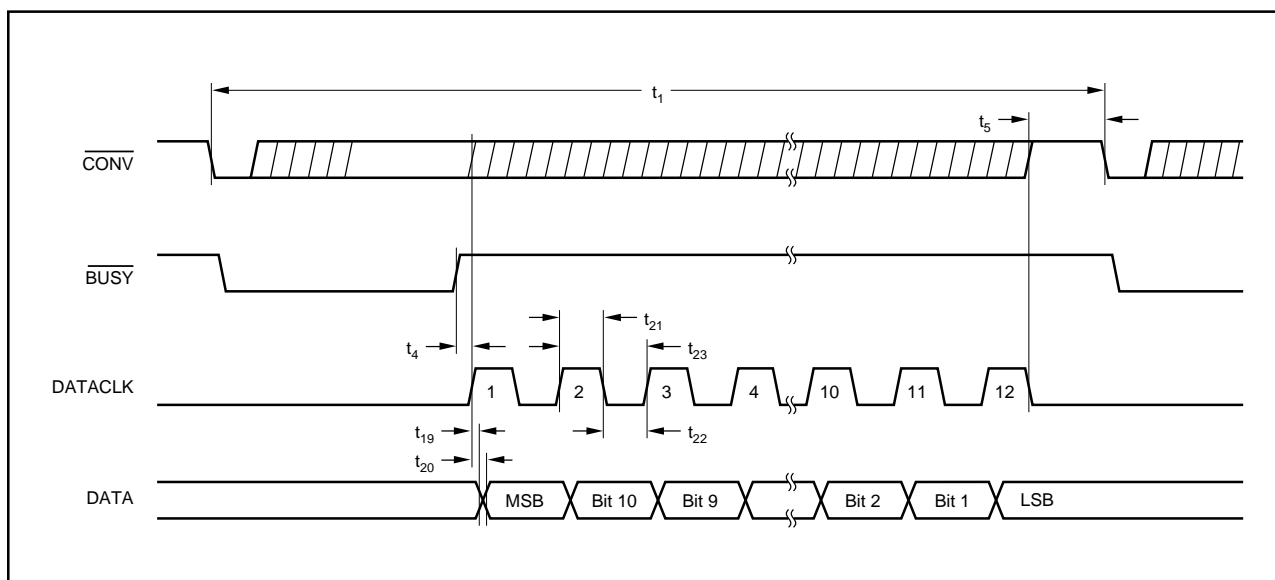 t1
t5
CONV
BUSY
t21
t4
t23
DATACLK
1 2 3 4 10 11 12
t19
t22
t20
DATA
MSB Bit 10 Bit 9 Bit 2 Bit 1 LSB